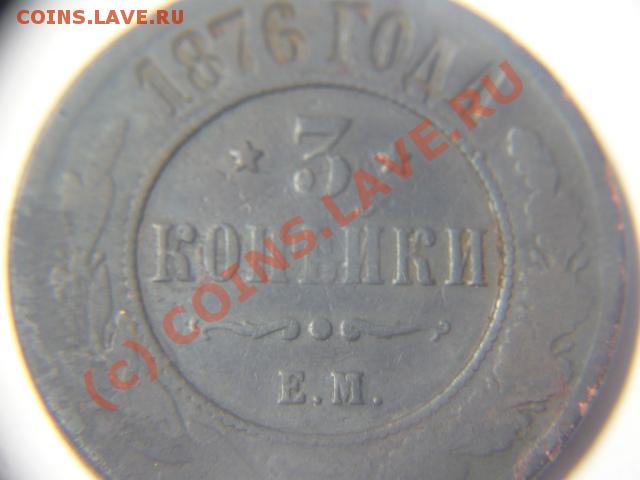 COINS.LAVE.RU
1876 ГОДА
3
КОПѢЙКИ
Е.М.
(c) COINS.LAVE.RU